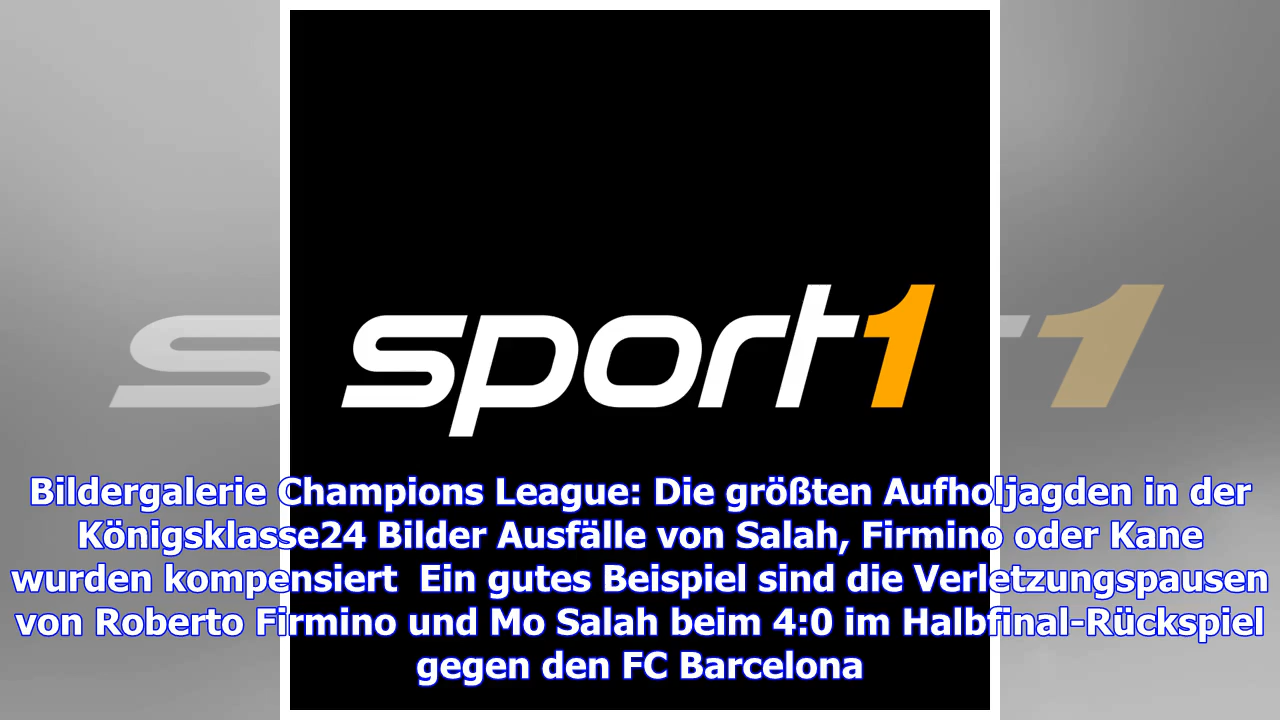 sport1
Bildergalerie Champions League: Die größten Aufholjagden in der
Königsklasse24 Bilder Ausfälle von Salah, Firmino oder Kane
wurden kompensiert  Ein gutes Beispiel sind die Verletzungspausen
von Roberto Firmino und Mo Salah beim 4:0 im Halbfinal-Rückspiel
gegen den FC Barcelona